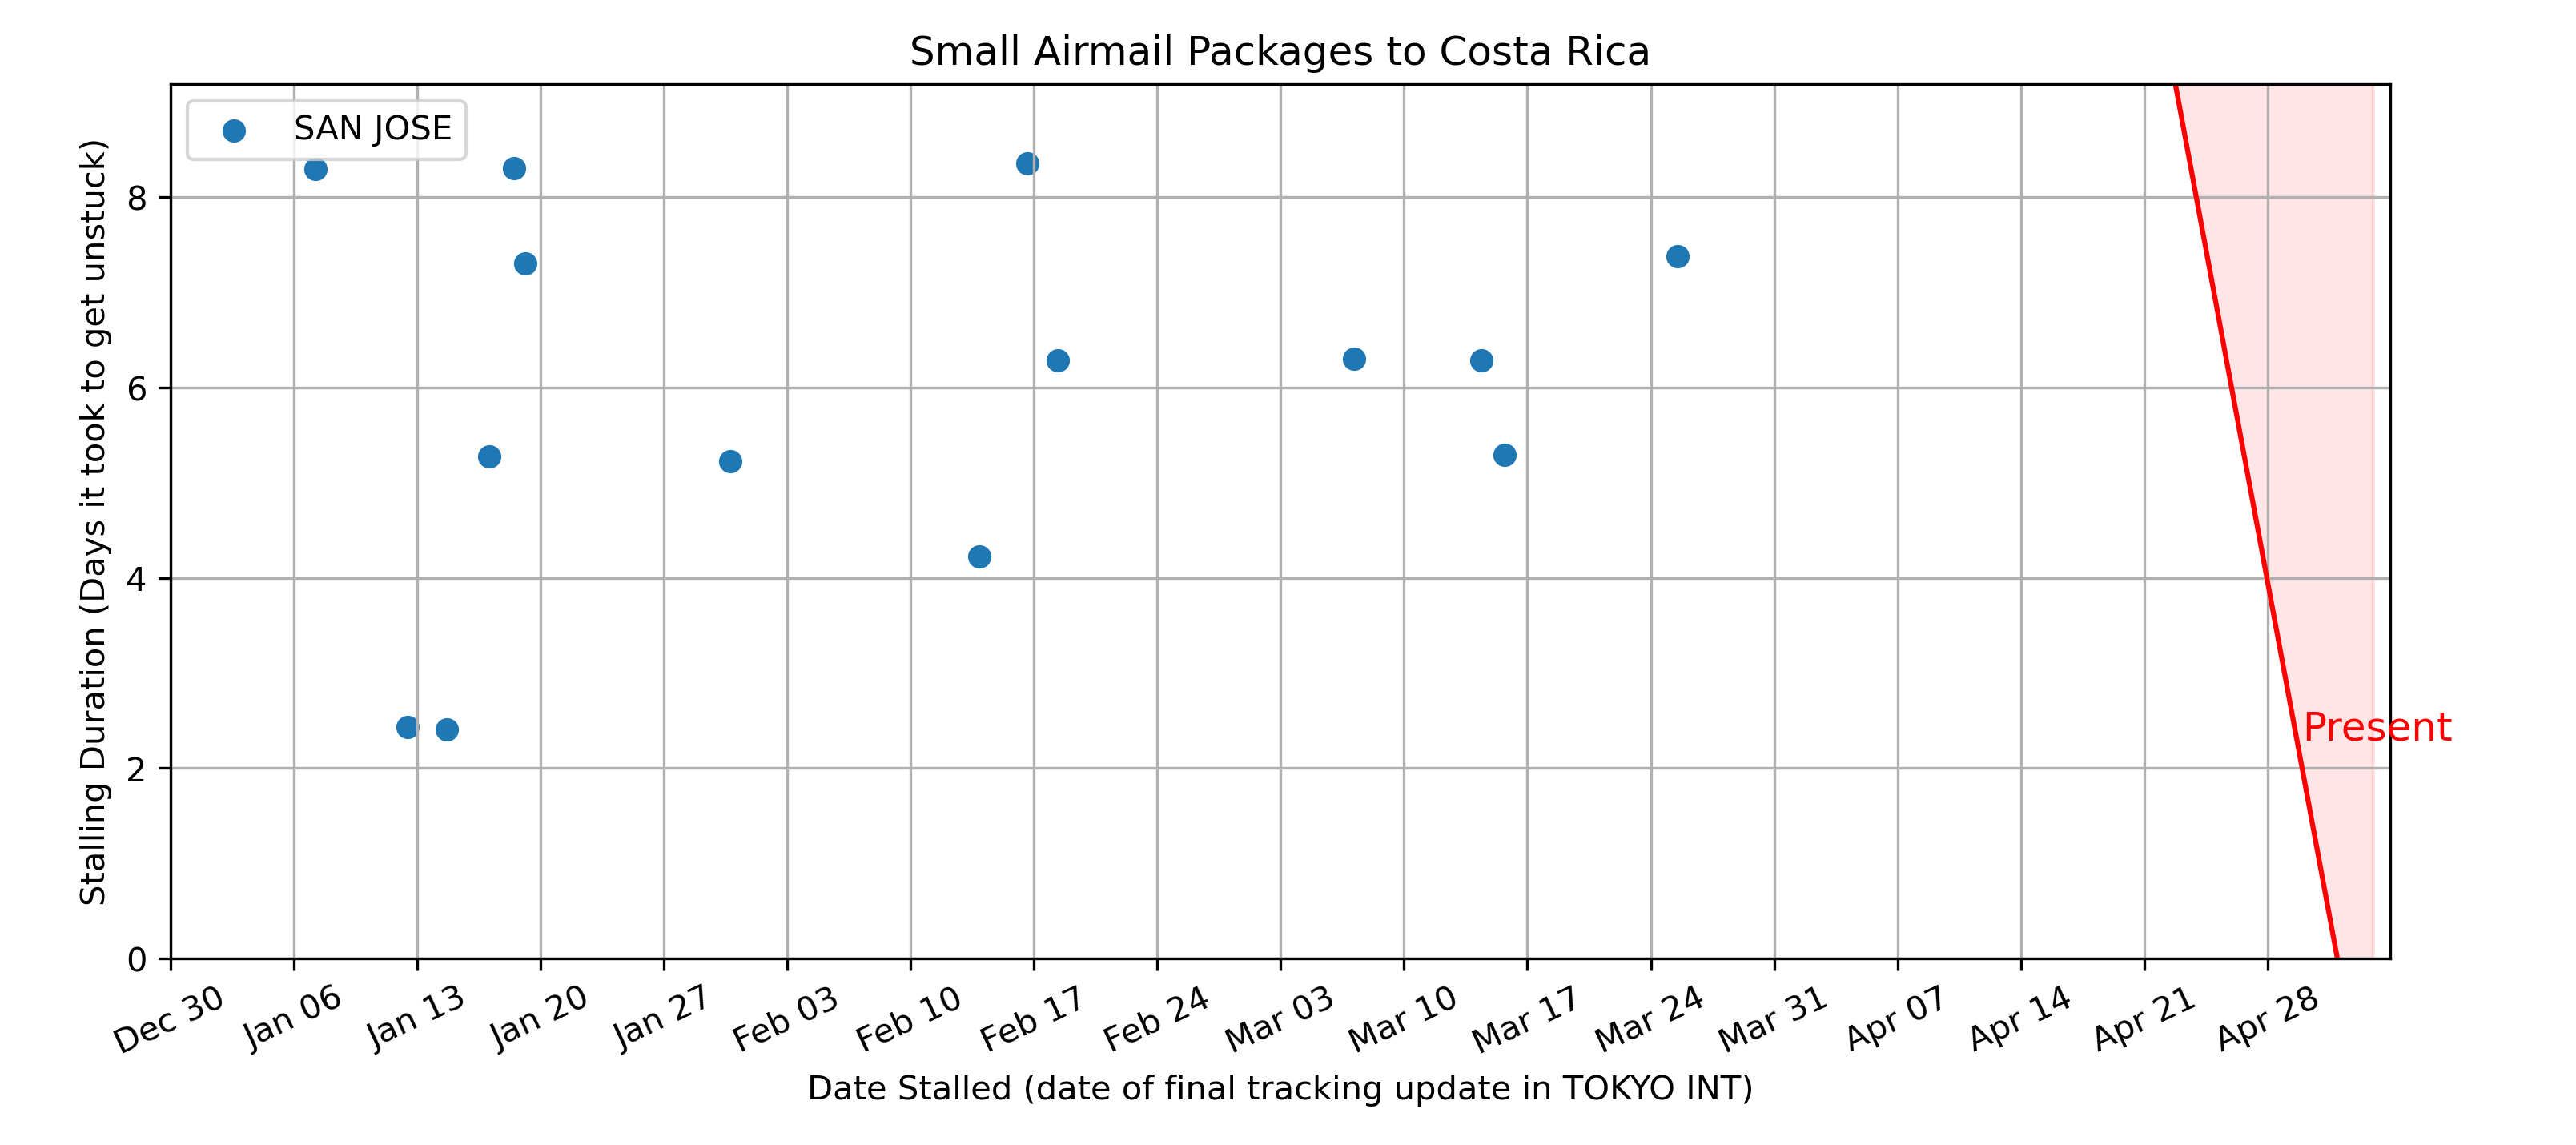 Small Airmail Packages to Costa Rica
SAN JOSE
Stalling Duration (Days it took to get unstuck)
8
6
4
2
0
Present
Dec 30
Jan 06
Jan 13
Jan 20
Jan 27
Feb 03
Feb 10
Feb 17
Feb 24
Mar 03
Mar 10
Mar 17
Mar 24
Mar 31
Apr 07
Apr 14
Apr 21
Apr 28
Date Stalled (date of final tracking update in TOKYO INT)